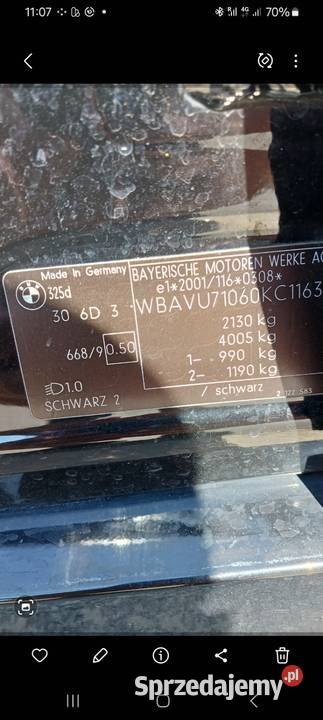 11:07
4G
70%
Made in Germany
BMW
325d
30 6D 3
668/9 0.50
1.0
SCHWARZ 2
BAYERISCHE MOTOREN WERKE AG
e1*2001/116*0308*
WBAVU71060KC1163
2130 kg
4005 kg
1- 990 kg
2- 1190 kg
/ schwarz
Sprzedajemy.pl